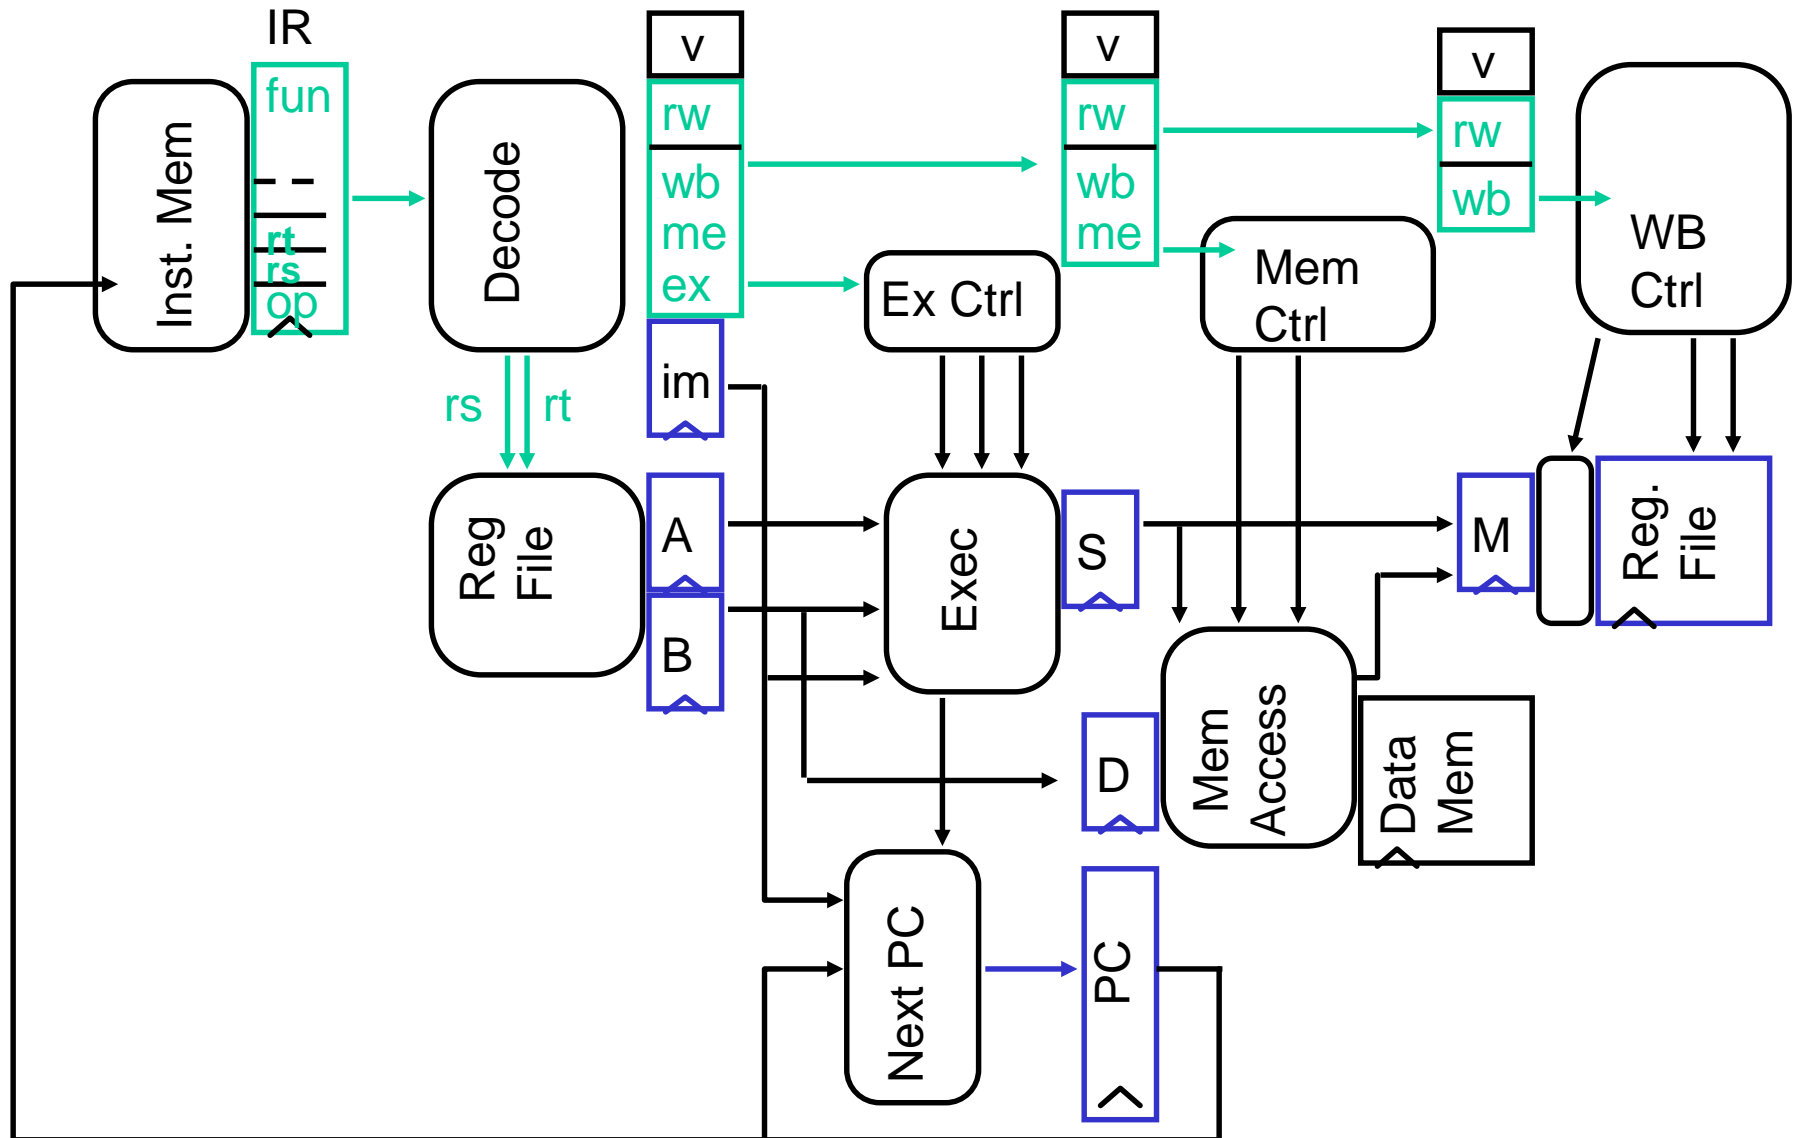 IR
fun
rt
rs
op
Inst. Mem
Decode
rs
rt
Reg
File
v
rw
wb
me
ex
im
A
B
Ex Ctrl
Exec
Next PC
v
rw
wb
me
S
D
PC
Mem
Ctrl
Mem
Access
Data
Mem
v
rw
wb
M
WB
Ctrl
Reg.
File